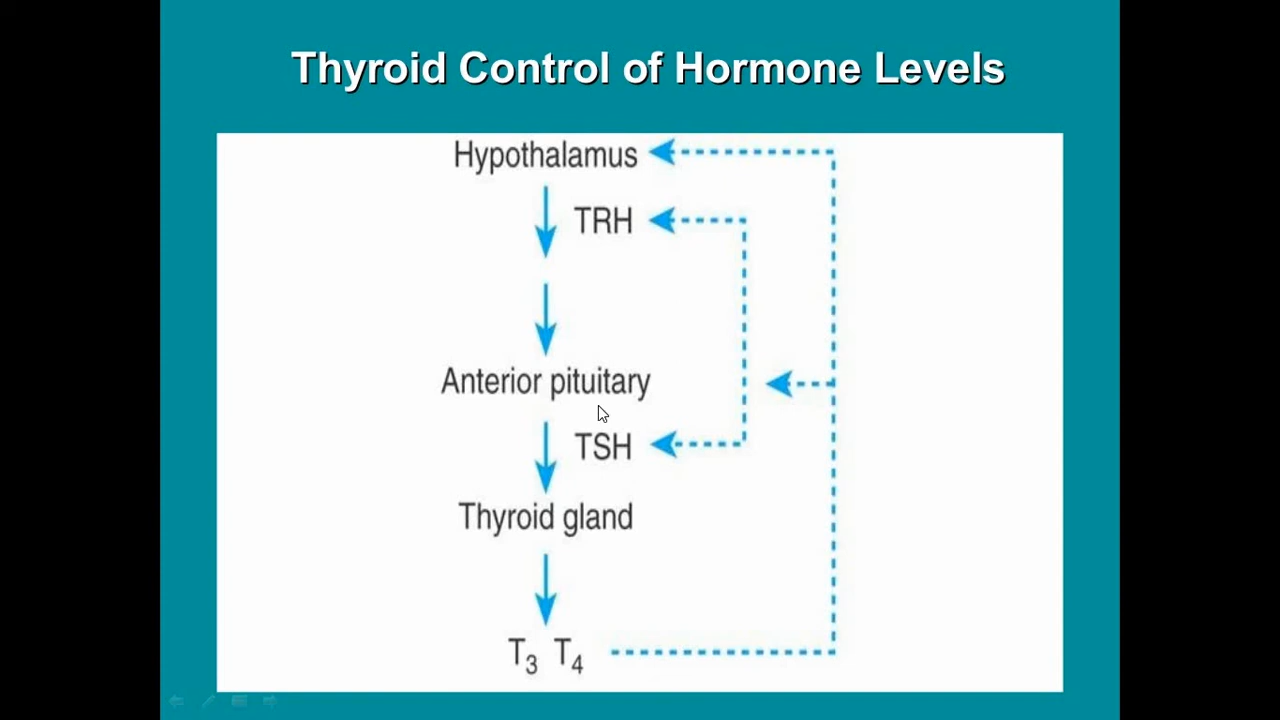 Thyroid Control of Hormone Levels
Hypothalamus
TRH
Anterior pituitary
TSH
Thyroid gland
T3 T4